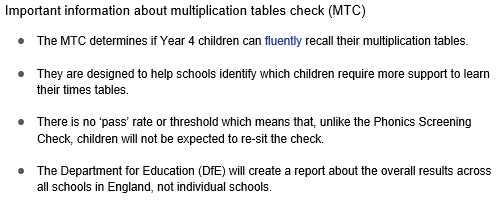 Important information about multiplication tables check (MTC)
● The MTC determines if Year 4 children can fluently recall their multiplication tables.
● They are designed to help schools identify which children require more support to learn
their times tables.
● There is no ‘pass’ rate or threshold which means that, unlike the Phonics Screening
Check, children will not be expected to re-sit the check.
● The Department for Education (DfE) will create a report about the overall results across
all schools in England, not individual schools.